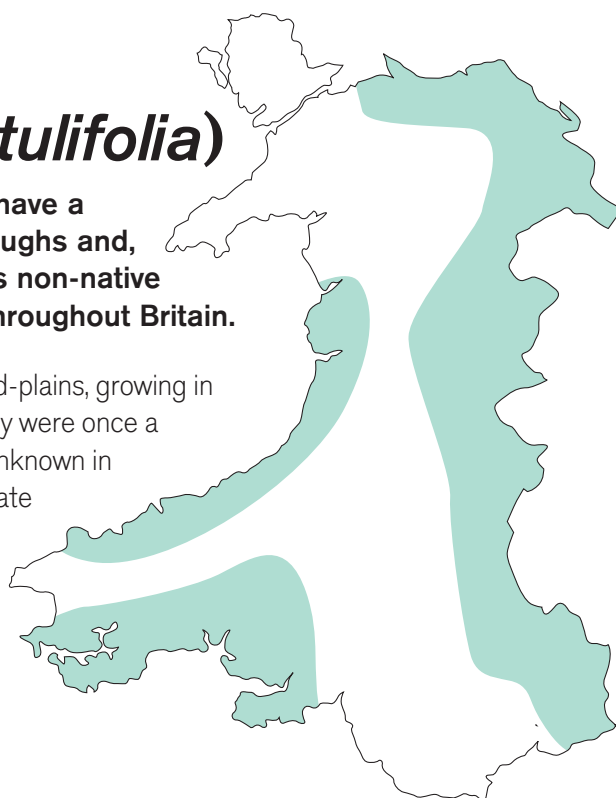 tulifolia)
have a
ughs and,
s non-native
hroughout Britain.
d-plains, growing in
y were once a
nknown in
ate